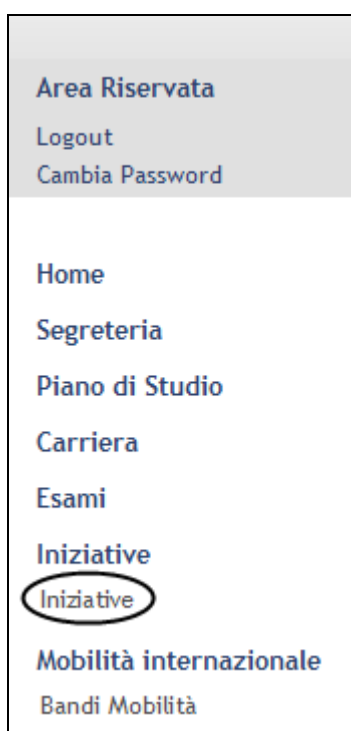 Area Riservata
Logout
Cambia Password
Home
Segreteria
Piano di Studio
Carriera
Esami
Iniziative
Iniziative
Mobilità internazionale
Bandi Mobilità